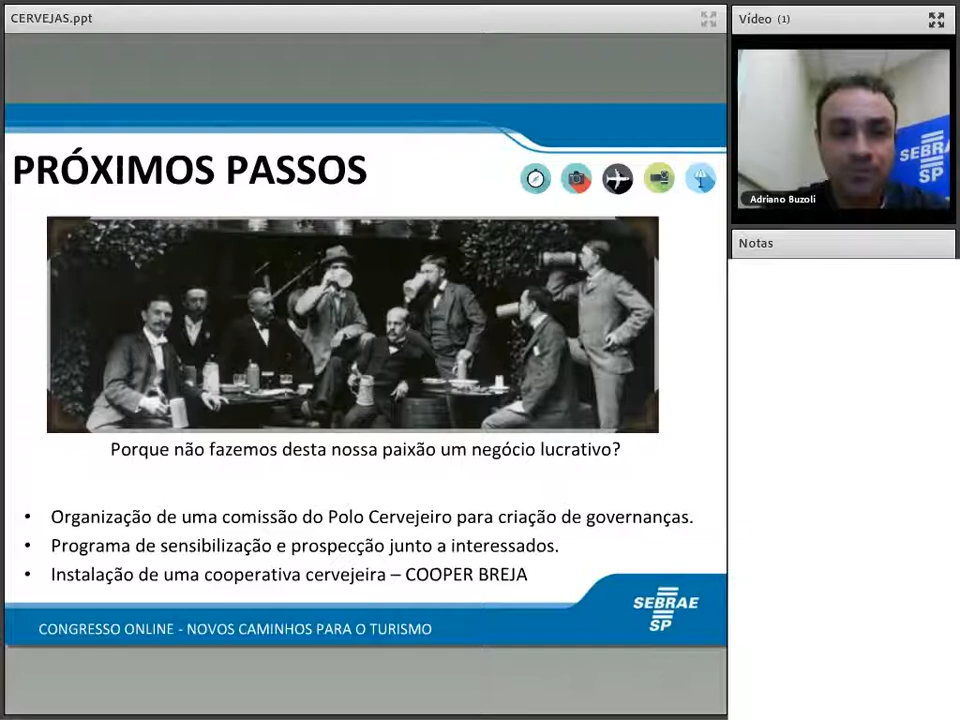 CERVEJAS.ppt
Vídeo (1)
PRÓXIMOS PASSOS
SEBRA
SP
Adriano Buzoli
Notas
Porque não fazemos desta nossa paixão um negócio lucrativo?
• Organização de uma comissão do Polo Cervejeiro para criação de governanças.
• Programa de sensibilização e prospecção junto a interessados.
• Instalação de uma cooperativa cervejeira – COOPER BREJA
SEBRAE
SP
CONGRESSO ONLINE - NOVOS CAMINHOS PARA O TURISMO